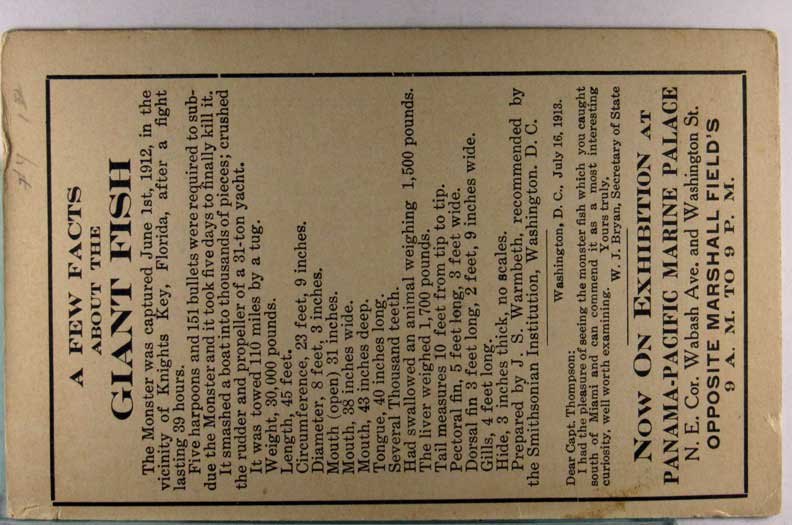 A FEW FACTS
ABOUT THE
GIANT FISH
The Monster was captured June 1st, 1912, in the
vicinity of Knights Key, Florida, after a fight
lasting 39 hours.
Five harpoons and 151 bullets were required to sub-
due the Monster and it took five days to finally kill it.
It smashed a boat into thousands of pieces; crushed
the rudder and propeller of a 31-ton yacht.
It was towed 110 miles by a tug.
Weight, 30,000 pounds.
Length, 45 feet.
Circumference, 23 feet, 9 inches.
Diameter, 8 feet, 3 inches.
Mouth (open) 31 inches.
Mouth, 38 inches wide.
Mouth, 43 inches deep.
Tongue, 40 inches long.
Several Thousand teeth.
Had swallowed an animal weighing 1,500 pounds.
The liver weighed 1,700 pounds.
Tail measures 10 feet from tip to tip.
Pectoral fin, 5 feet long, 3 feet wide.
Dorsal fin 3 feet long, 2 feet, 9 inches wide.
Gills, 4 feet long.
Hide, 3 inches thick, no scales.
Prepared by J. S. Warmbeth, recommended by
the Smithsonian Institution, Washington. D. C.
Washington, D. C., July 16, 1913.
Dear Capt. Thompson:
I had the pleasure of seeing the monster fish which you caught
south of Miami and can commend it as a most interesting
curiosity, well worth examining. Yours truly,
W. J. Bryan, Secretary of State
NOW ON EXHIBITION AT
PANAMA-PACIFIC MARINE PALACE
N. E. Cor. Wabash Ave. and Washington St.
OPPOSITE MARSHALL FIELD'S
9 A. M. TO 9 P. M.